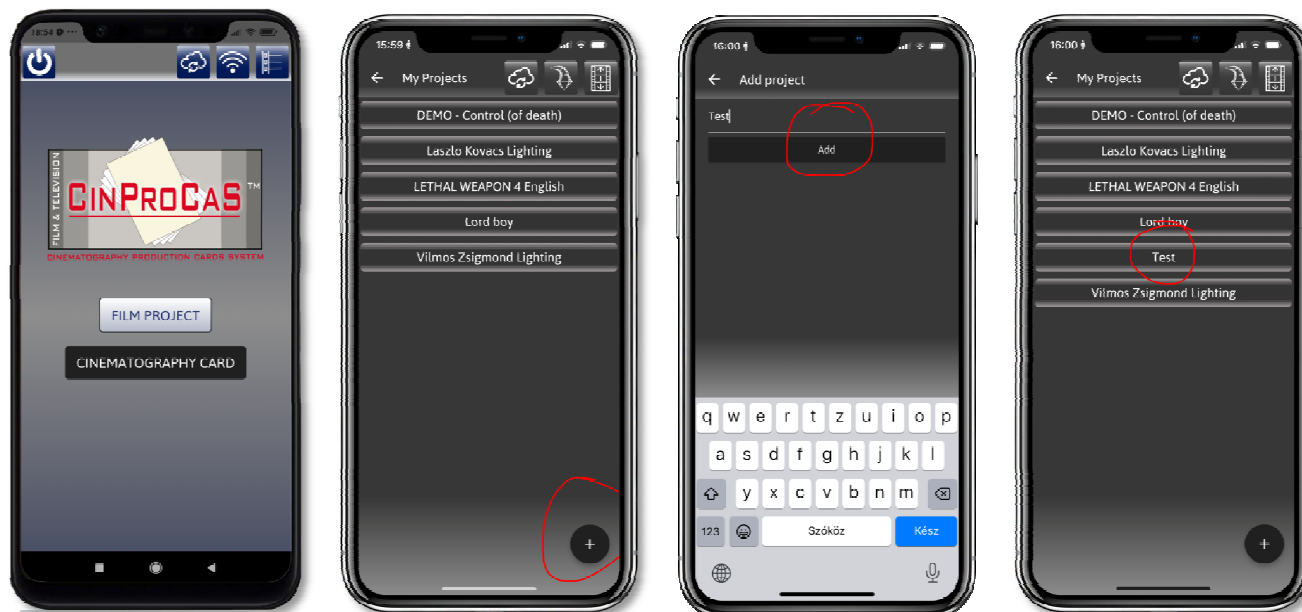 18:54
FILM & TELEVISION
CINPROCAS™
CINEMATOGRAPHY PRODUCTION CARDS SYSTEM
FILM PROJECT
CINEMATOGRAPHY CARD
15:59
My Projects
DEMO - Control (of death)
Laszlo Kovacs Lighting
LETHAL WEAPON 4 English
Lord boy
Vilmos Zsigmond Lighting
+
16:00
Add project
Test
Add
q w e r t z u i o p
a s d f g h j k l
y x c v b n m
123 Szóköz Kész
16:00
My Projects
DEMO - Control (of death)
Laszlo Kovacs Lighting
LETHAL WEAPON 4 English
Lord boy
Test
Vilmos Zsigmond Lighting
+